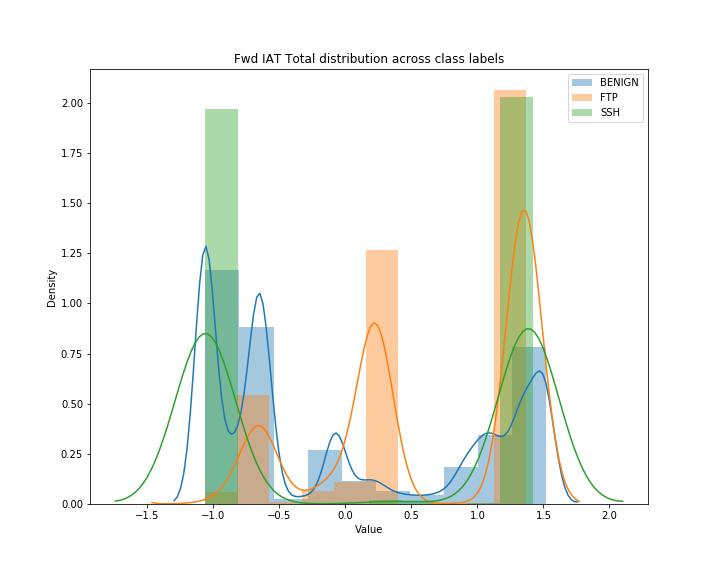 Fwd IAT Total distribution across class labels
BENIGN
FTP
SSH
Density
2.00
1.75
1.50
1.25
1.00
0.75
0.50
0.25
0.00
−1.5 −1.0 −0.5 0.0 0.5 1.0 1.5 2.0
Value